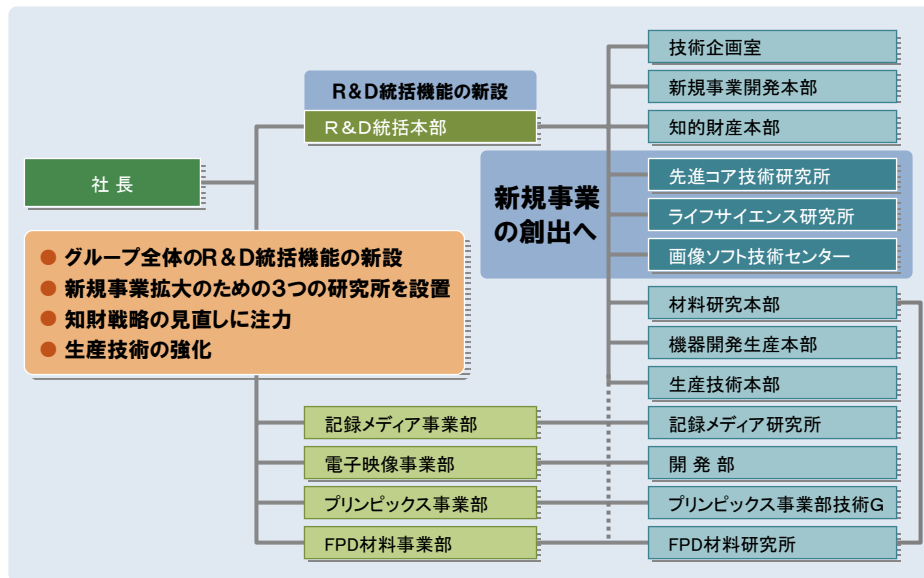 R&D統括機能の新設
R&D統括本部
社長
グループ全体のR&D統括機能の新設
新規事業拡大のための3つの研究所を設置
知財戦略の見直しに注力
生産技術の強化
記録メディア事業部
電子映像事業部
プリンピックス事業部
FPD材料事業部
新規事業
の創出へ
技術企画室
新規事業開発本部
知的財産本部
先進コア技術研究所
ライフサイエンス研究所
画像ソフト技術センター
材料研究本部
機器開発生産本部
生産技術本部
記録メディア研究所
開発部
プリンピックス事業部技術G
FPD材料研究所